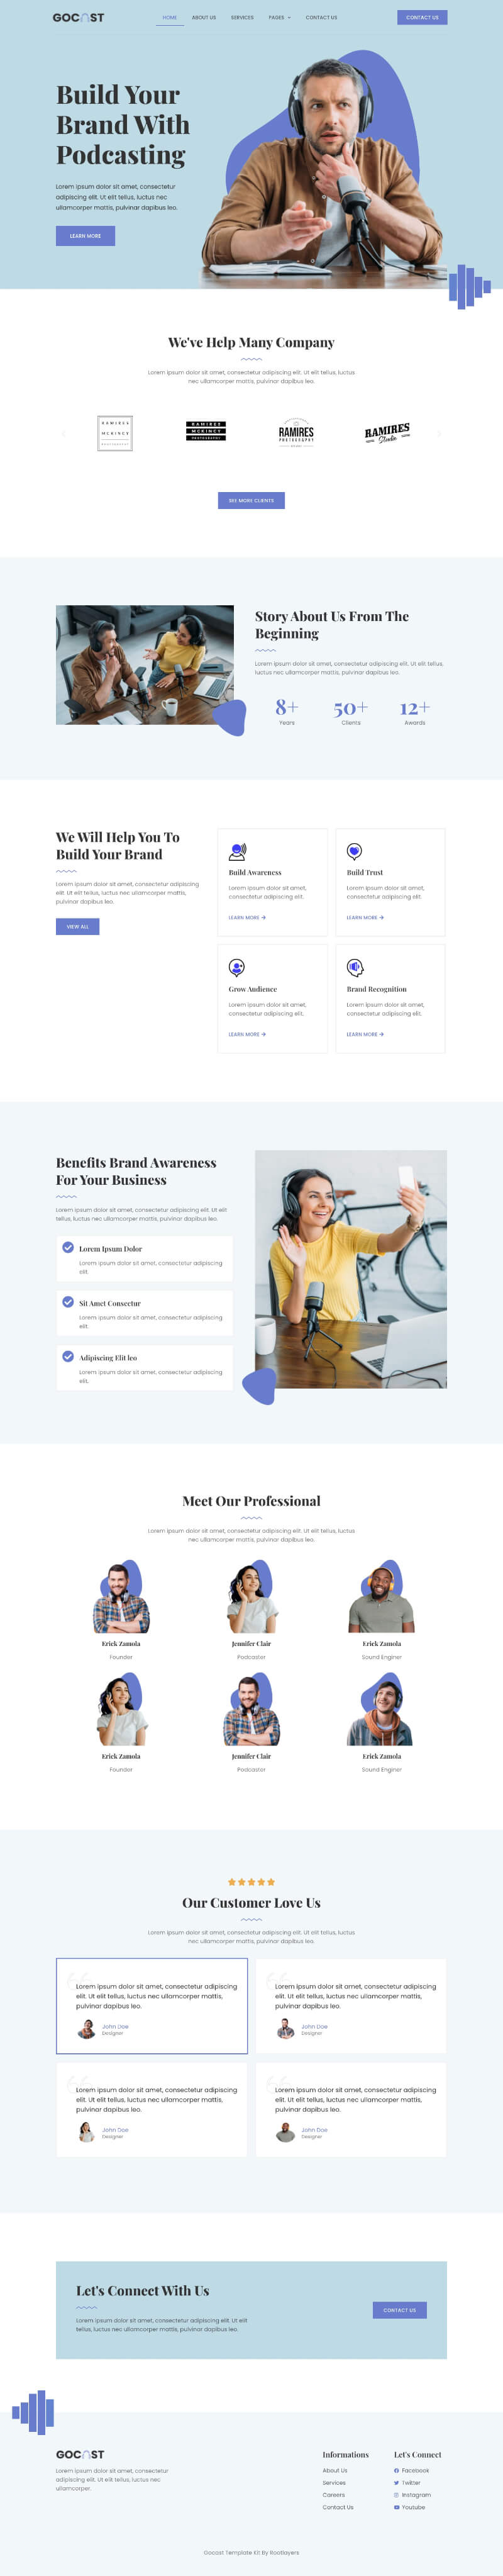 GOCAST
HOME ABOUT US SERVICES PAGES CONTACT US
CONTACT US
Build Your
Brand With
Podcasting
Lorem ipsum dolor sit amet, consectetur
adipiscing elit. Ut elit tellus, luctus nec
ullamcorper mattis, pulvinar dapibus leo.
LEARN MORE
We've Help Many Company
Lorem ipsum dolor sit amet, consectetur adipiscing elit. Ut elit tellus, luctus
nec ullamcorper mattis, pulvinar dapibus leo.
RAMIRES
MCKINCY
RAMIRES
MCKINCY
PHOTOGRAPHY
RAMIRES
PHOTOGRAPHY
RAMIRES
Studio
SEE MORE CLIENTS
Story About Us From The
Beginning
Lorem ipsum dolor sit amet, consectetur adipiscing elit. Ut elit tellus,
luctus nec ullamcorper mattis, pulvinar dapibus leo.
8+ 50+ 12+
Years Clients Awards
We Will Help You To
Build Your Brand
Lorem ipsum dolor sit amet, consectetur adipiscing
elit. Ut elit tellus, luctus nec ullamcorper mattis,
pulvinar dapibus leo.
VIEW ALL
Build Awareness
Lorem ipsum dolor sit amet,
consectetur adipiscing elit.
LEARN MORE
Build Trust
Lorem ipsum dolor sit amet,
consectetur adipiscing elit.
LEARN MORE
Grow Audience
Lorem ipsum dolor sit amet,
consectetur adipiscing elit.
LEARN MORE
Brand Recognition
Lorem ipsum dolor sit amet,
consectetur adipiscing elit.
LEARN MORE
Benefits Brand Awareness
For Your Business
Lorem ipsum dolor sit amet, consectetur adipiscing elit. Ut elit
tellus, luctus nec ullamcorper mattis, pulvinar dapibus leo.
Lorem Ipsum Dolor
Lorem ipsum dolor sit amet, consectetur adipiscing
elit.
Sit Amet Consectur
Lorem ipsum dolor sit amet, consectetur adipiscing
elit.
Adipiscing Elit leo
Lorem ipsum dolor sit amet, consectetur adipiscing
elit.
Meet Our Professional
Lorem ipsum dolor sit amet, consectetur adipiscing elit. Ut elit tellus, luctus
nec ullamcorper mattis, pulvinar dapibus leo.
Erick Zamola Jennifer Clair Erick Zamola
Founder Podcaster Sound Enginer
Erick Zamola Jennifer Clair Erick Zamola
Founder Podcaster Sound Enginer
Our Customer Love Us
Lorem ipsum dolor sit amet, consectetur adipiscing elit. Ut elit tellus, luctus
nec ullamcorper mattis, pulvinar dapibus leo.
Lorem ipsum dolor sit amet, consectetur adipiscing
elit. Ut elit tellus, luctus nec ullamcorper mattis,
pulvinar dapibus leo.
John Doe
Designer
Lorem ipsum dolor sit amet, consectetur adipiscing
elit. Ut elit tellus, luctus nec ullamcorper mattis,
pulvinar dapibus leo.
John Doe
Designer
Lorem ipsum dolor sit amet, consectetur adipiscing
elit. Ut elit tellus, luctus nec ullamcorper mattis,
pulvinar dapibus leo.
John Doe
Designer
Lorem ipsum dolor sit amet, consectetur adipiscing
elit. Ut elit tellus, luctus nec ullamcorper mattis,
pulvinar dapibus leo.
John Doe
Designer
Let's Connect With Us
Lorem ipsum dolor sit amet, consectetur adipiscing elit. Ut elit
tellus, luctus nec ullamcorper mattis, pulvinar dapibus leo.
CONTACT US
GOCAST
Lorem ipsum dolor sit amet, consectetur
adipiscing elit. Ut elit tellus, luctus nec
ullamcorper.
Informations
About Us
Services
Careers
Contact Us
Let's Connect
Facebook
Twitter
Instagram
Youtube
Gocast Template Kit By Rootlayers